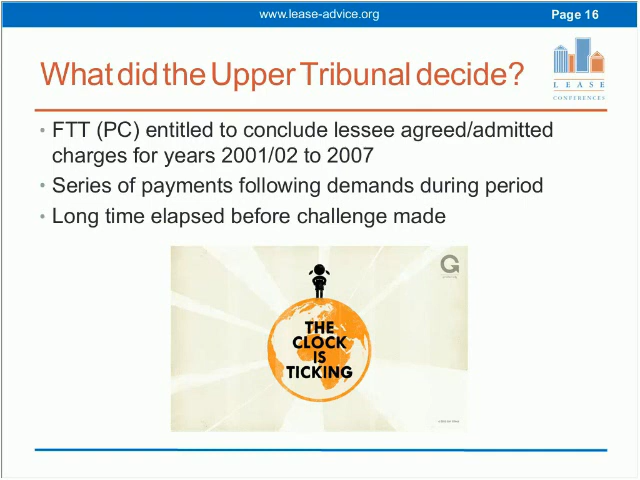 www.lease-advice.org
Page 16
What did the Upper Tribunal decide?
L E A S E
CONFERENCES
• FTT (PC) entitled to conclude lessee agreed/admitted
charges for years 2001/02 to 2007
• Series of payments following demands during period
• Long time elapsed before challenge made
G
THE
CLOCK
IS
TICKING